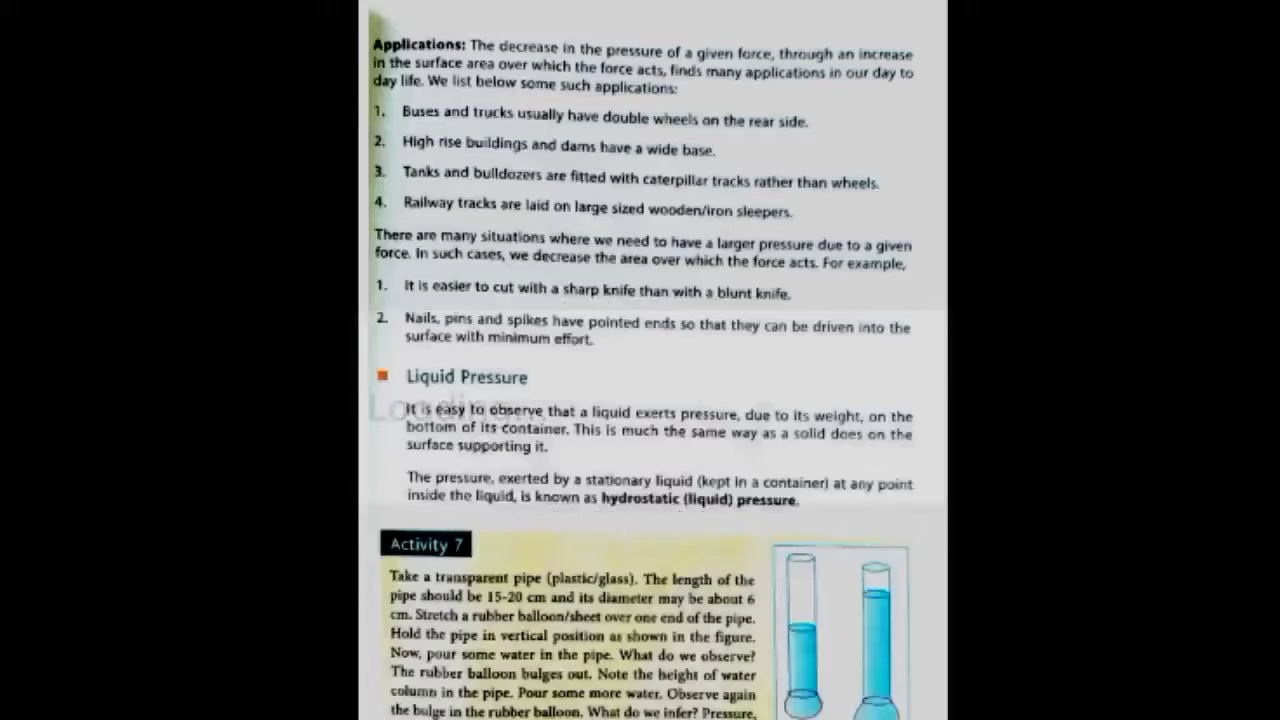 Applications: The decrease in the pressure of a given force, through an increase
in the surface area over which the force acts, finds many applications in our day to
day life. We list below some such applications:
1. Buses and trucks usually have double wheels on the rear side.
2. High rise buildings and dams have a wide base.
3. Tanks and bulldozers are fitted with caterpillar tracks rather than wheels.
4. Railway tracks are laid on large sized wooden/iron sleepers.
There are many situations where we need to have a larger pressure due to a given
force. In such cases, we decrease the area over which the force acts. For example,
1. It is easier to cut with a sharp knife than with a blunt knife.
2. Nails, pins and spikes have pointed ends so that they can be driven into the
surface with minimum effort.
Liquid Pressure
Loading...
It is easy to observe that a liquid exerts pressure, due to its weight, on the
bottom of its container. This is much the same way as a solid does on the
surface supporting it.
The pressure, exerted by a stationary liquid (kept in a container) at any point
inside the liquid, is known as hydrostatic (liquid) pressure.
Activity 7
Take a transparent pipe (plastic/glass). The length of the
pipe should be 15-20 cm and its diameter may be about 6
cm. Stretch a rubber balloon/sheet over one end of the pipe.
Hold the pipe in vertical position as shown in the figure.
Now, pour some water in the pipe. What do we observe?
The rubber balloon bulges out. Note the height of water
column in the pipe. Pour some more water. Observe again
the bulge in the rubber balloon. What do we infer? Pressure,